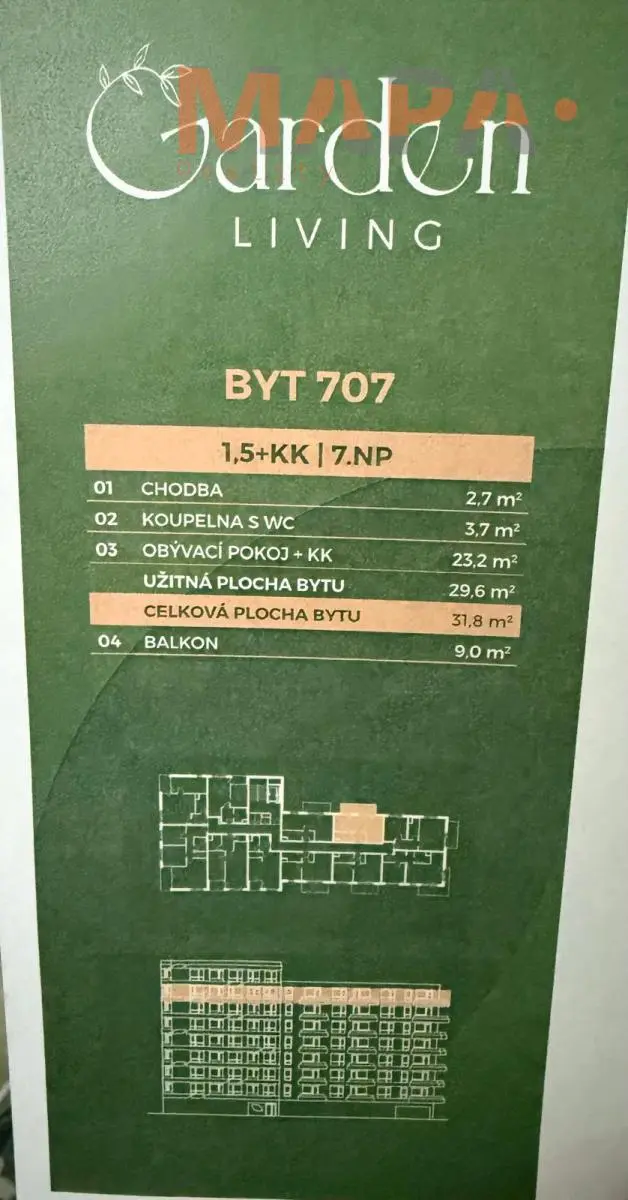 Garden
MAPA
REALITY
LIVING
BYT 707
1,5+KK | 7.NP
01 CHODBA 2,7 m²
02 KOUPELNA S WC 3,7 m²
03 OBÝVACÍ POKOJ + KK 23,2 m²
UŽITNÁ PLOCHA BYTU 29,6 m²
CELKOVÁ PLOCHA BYTU 31,8 m²
04 BALKON 9,0 m²